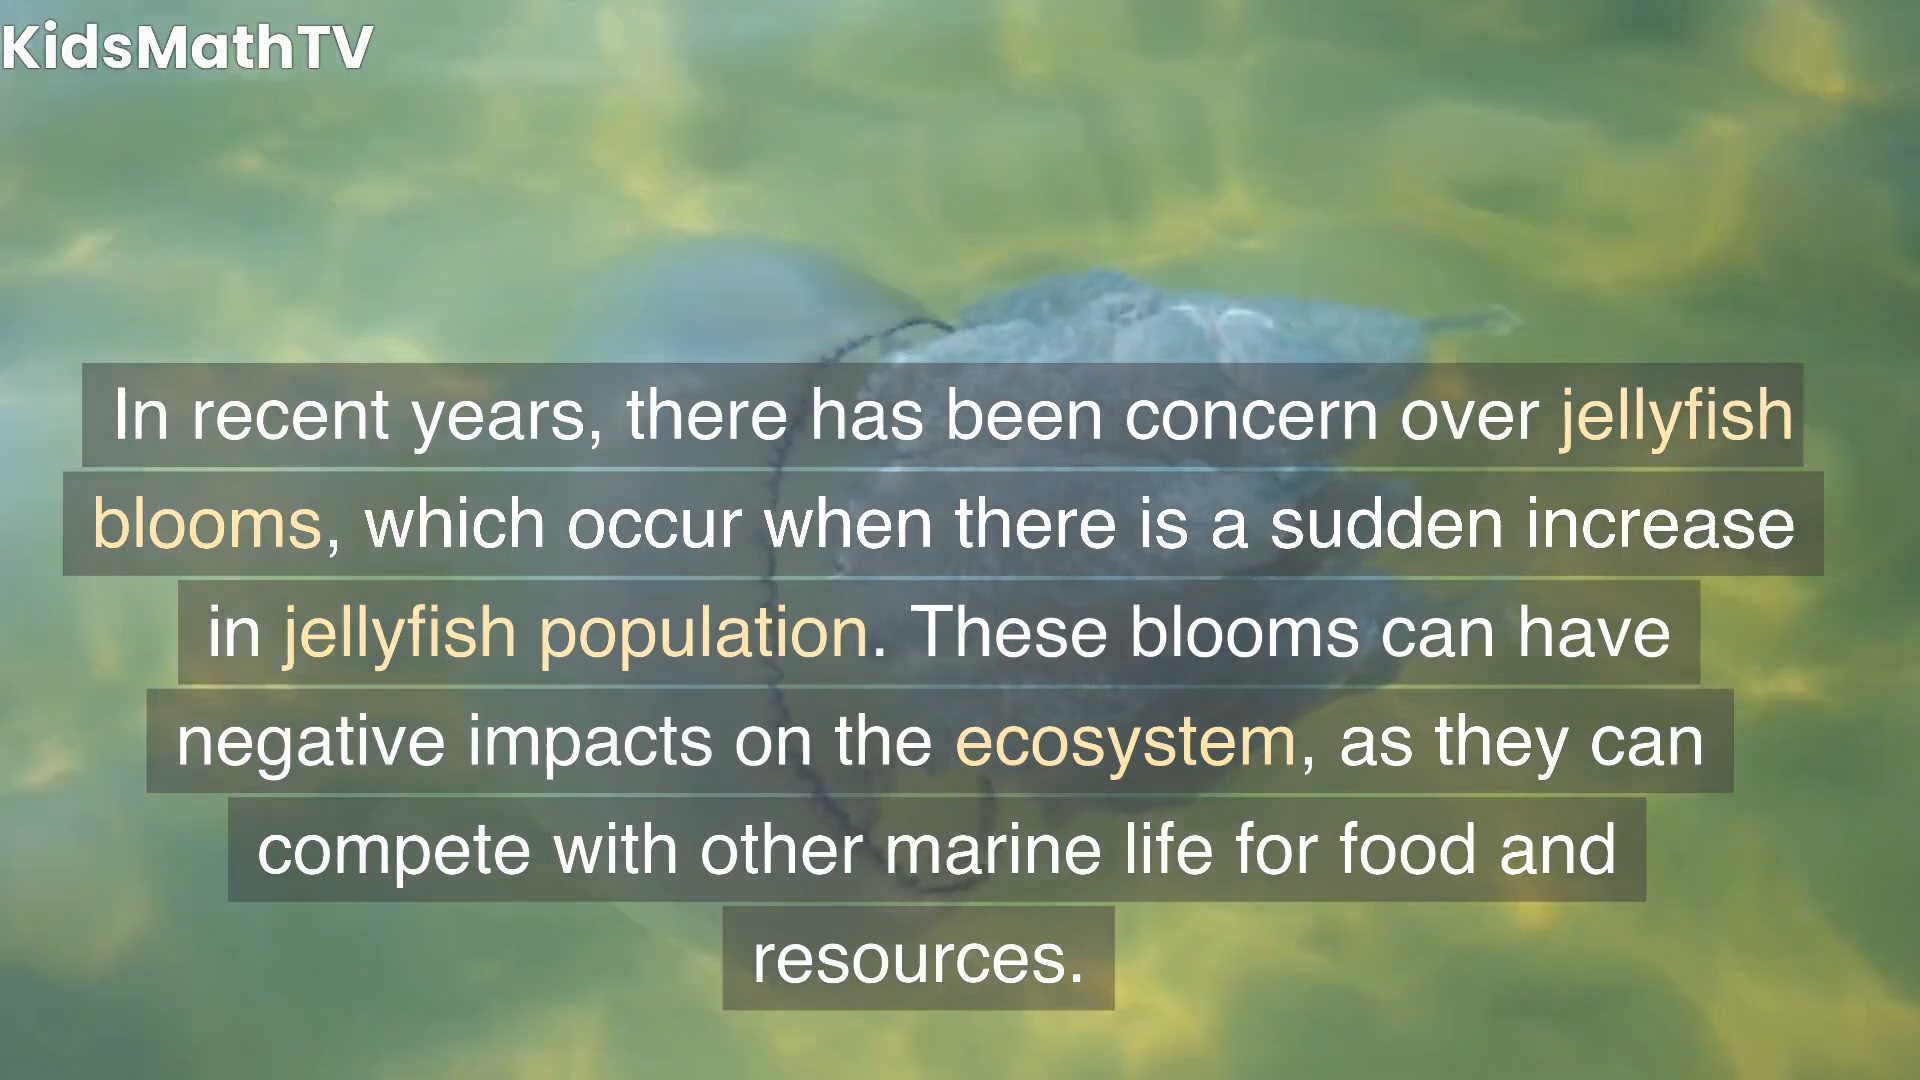 KidsMathTV
In recent years, there has been concern over jellyfish
blooms, which occur when there is a sudden increase
in jellyfish population. These blooms can have
negative impacts on the ecosystem, as they can
compete with other marine life for food and
resources.